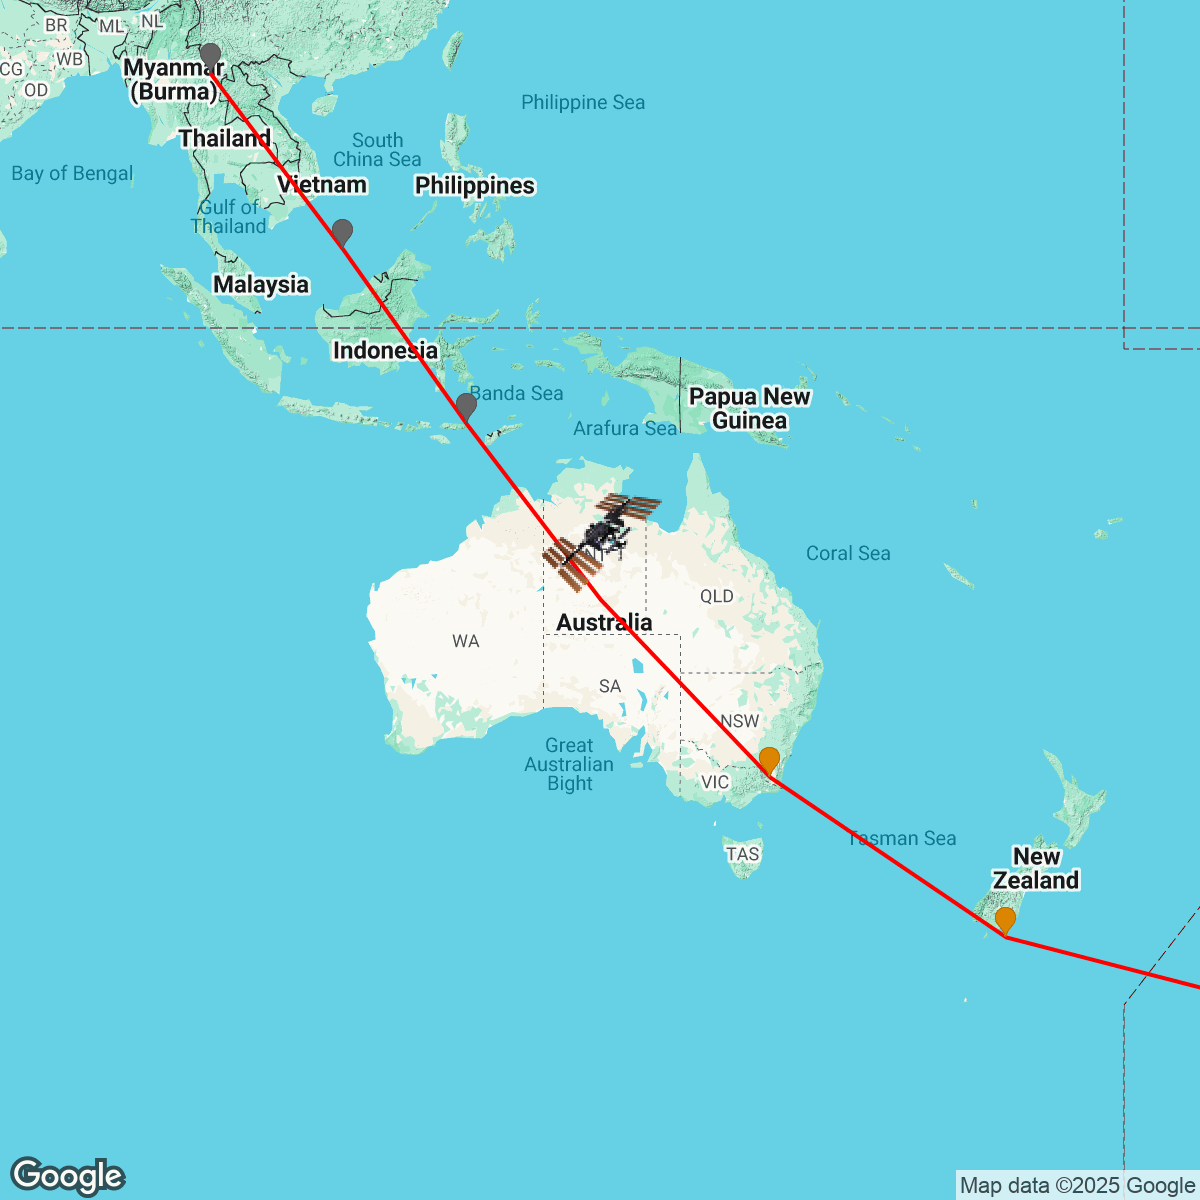 BR
ML
NL
WB
CG
OD
Myanmar
(Burma)
Philippine Sea
Thailand
South
China Sea
Bay of Bengal
Vietnam
Philippines
Gulf of
Thailand
Malaysia
Indonesia
Banda Sea
Papua New
Guinea
Arafura Sea
Coral Sea
QLD
Australia
WA
SA
NSW
Great
Australian
Bight
VIC
Tasman Sea
TAS
New
Zealand
Google
Map data ©2025 Google